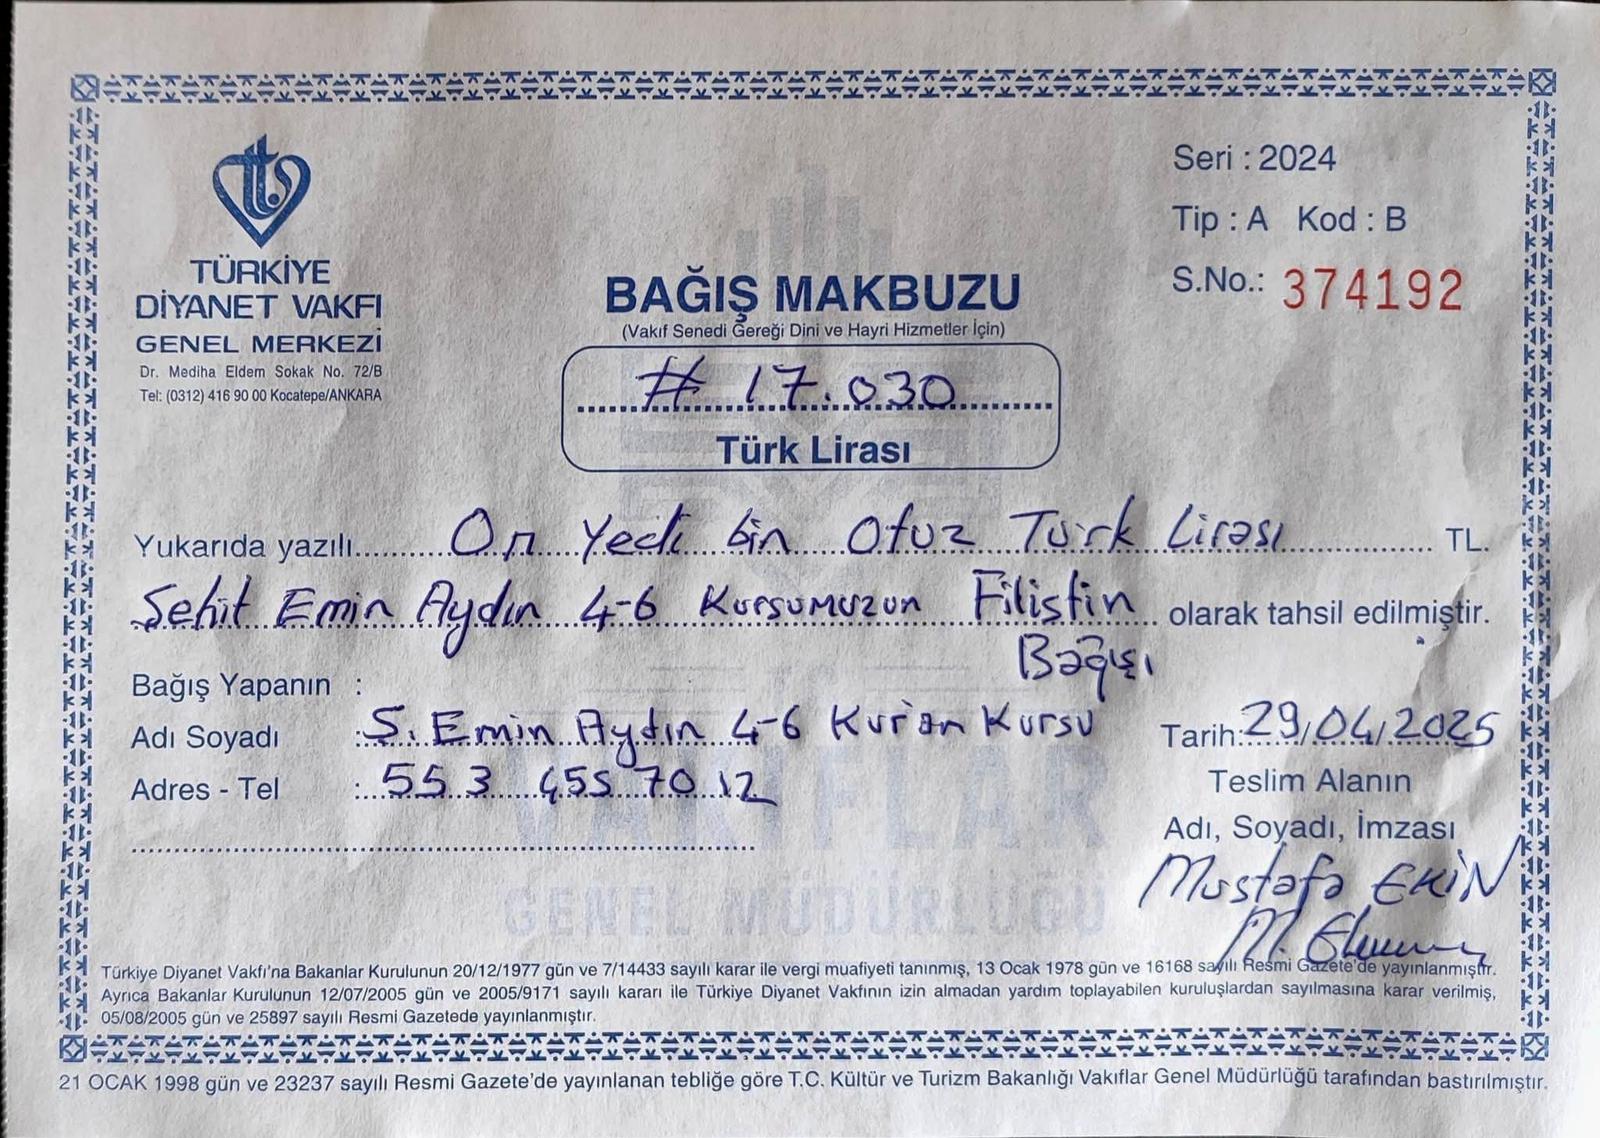 TÜRKİYE
DİYANET VAKFI
GENEL MERKEZİ
Dr. Mediha Eldem Sokak No. 72/B
Tel: (0312) 416 90 00 Kocatepe/ANKARA
Seri : 2024
Tip : A Kod : B
S.No.: 374192
BAĞIŞ MAKBUZU
(Vakıf Senedi Gereği Dini ve Hayri Hizmetler İçin)
# 17.030
Türk Lirası
Yukarıda yazılı On Yedi bin Otuz Türk Lirası TL.
Şehit Emin Aydın 4-6 Kursumuzun Filistin olarak tahsil edilmiştir.
Bağışı
Bağış Yapanın :
Adı Soyadı : Ş. Emin Aydın 4-6 Kur'an Kursu
Adres - Tel : 553 455 70 12
Tarih: 29/04/2025
Teslim Alanın
Adı, Soyadı, İmzası
Mustafa EKİN
VAKIFLAR
GENEL MÜDÜRLÜĞÜ
Türkiye Diyanet Vakfı'na Bakanlar Kurulunun 20/12/1977 gün ve 7/14433 sayılı karar ile vergi muafiyeti tanınmış, 13 Ocak 1978 gün ve 16168 sayılı Resmi Gazete'de yayınlanmıştır.
Ayrıca Bakanlar Kurulunun 12/07/2005 gün ve 2005/9171 sayılı kararı ile Türkiye Diyanet Vakfının izin almadan yardım toplayabilen kuruluşlardan sayılmasına karar verilmiş,
05/08/2005 gün ve 25897 sayılı Resmi Gazetede yayınlanmıştır.
21 OCAK 1998 gün ve 23237 sayılı Resmi Gazete'de yayınlanan tebliğe göre T.C. Kültür ve Turizm Bakanlığı Vakıflar Genel Müdürlüğü tarafından bastırılmıştır.